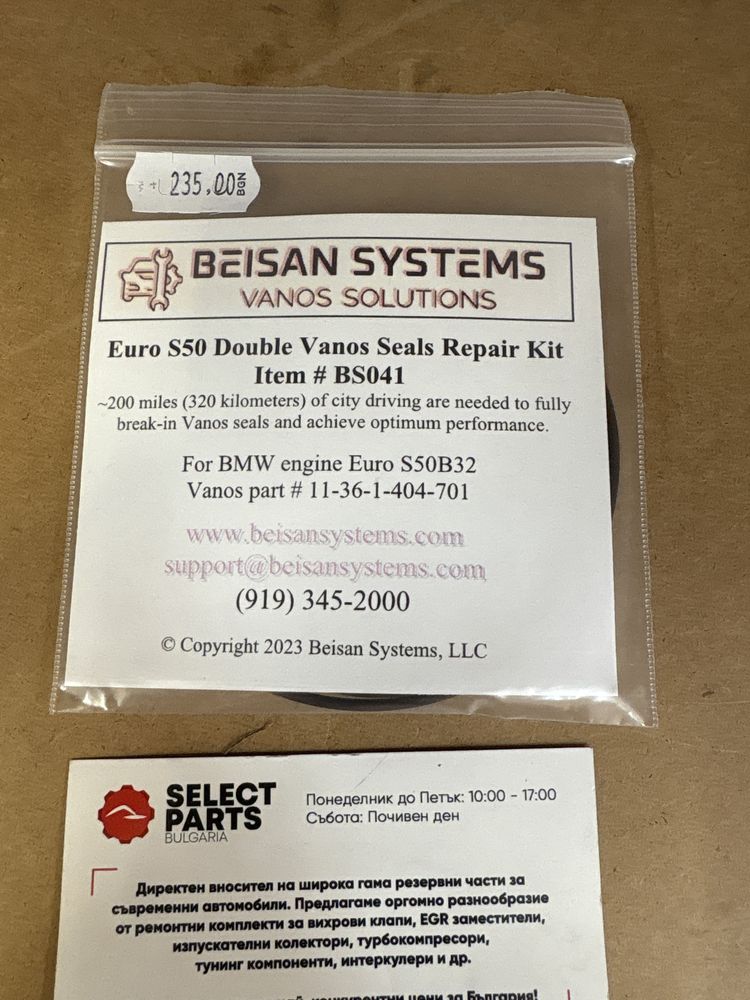 235.00 BGN
BEISAN SYSTEMS
VANOS SOLUTIONS
Euro S50 Double Vanos Seals Repair Kit
Item # BS041
~200 miles (320 kilometers) of city driving are needed to fully
break-in Vanos seals and achieve optimum performance.
For BMW engine Euro S50B32
Vanos part # 11-36-1-404-701
www.beisansystems.com
support@beisansystems.com
(919) 345-2000
© Copyright 2023 Beisan Systems, LLC
SELECT
PARTS
BULGARIA
Понеделник до Петък: 10:00 - 17:00
Събота: Почивен ден
Директен вносител на широка гама резервни части за
съвременни автомобили. Предлагаме оргомно разнообразие
от ремонтни комплекти за вихрови клапи, EGR заместители,
изпускателни колектори, турбокомпресори,
тунинг компоненти, интеркулери и др.
конкурентни цени за България!